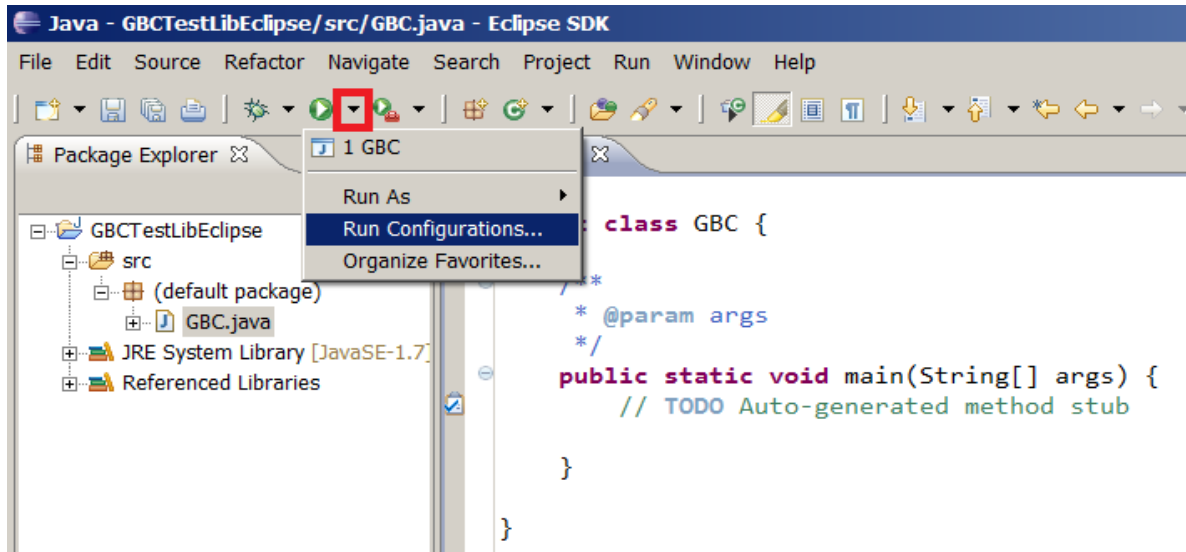 Java - GBCTestLibEclipse/src/GBC.java - Eclipse SDK
File Edit Source Refactor Navigate Search Project Run Window Help
Package Explorer
1 GBC
Run As
Run Configurations...
Organize Favorites...
GBCTestLibEclipse
src
(default package)
GBC.java
JRE System Library [JavaSE-1.7]
Referenced Libraries
class GBC {
/**
* @param args
*/
public static void main(String[] args) {
// TODO Auto-generated method stub
}
}